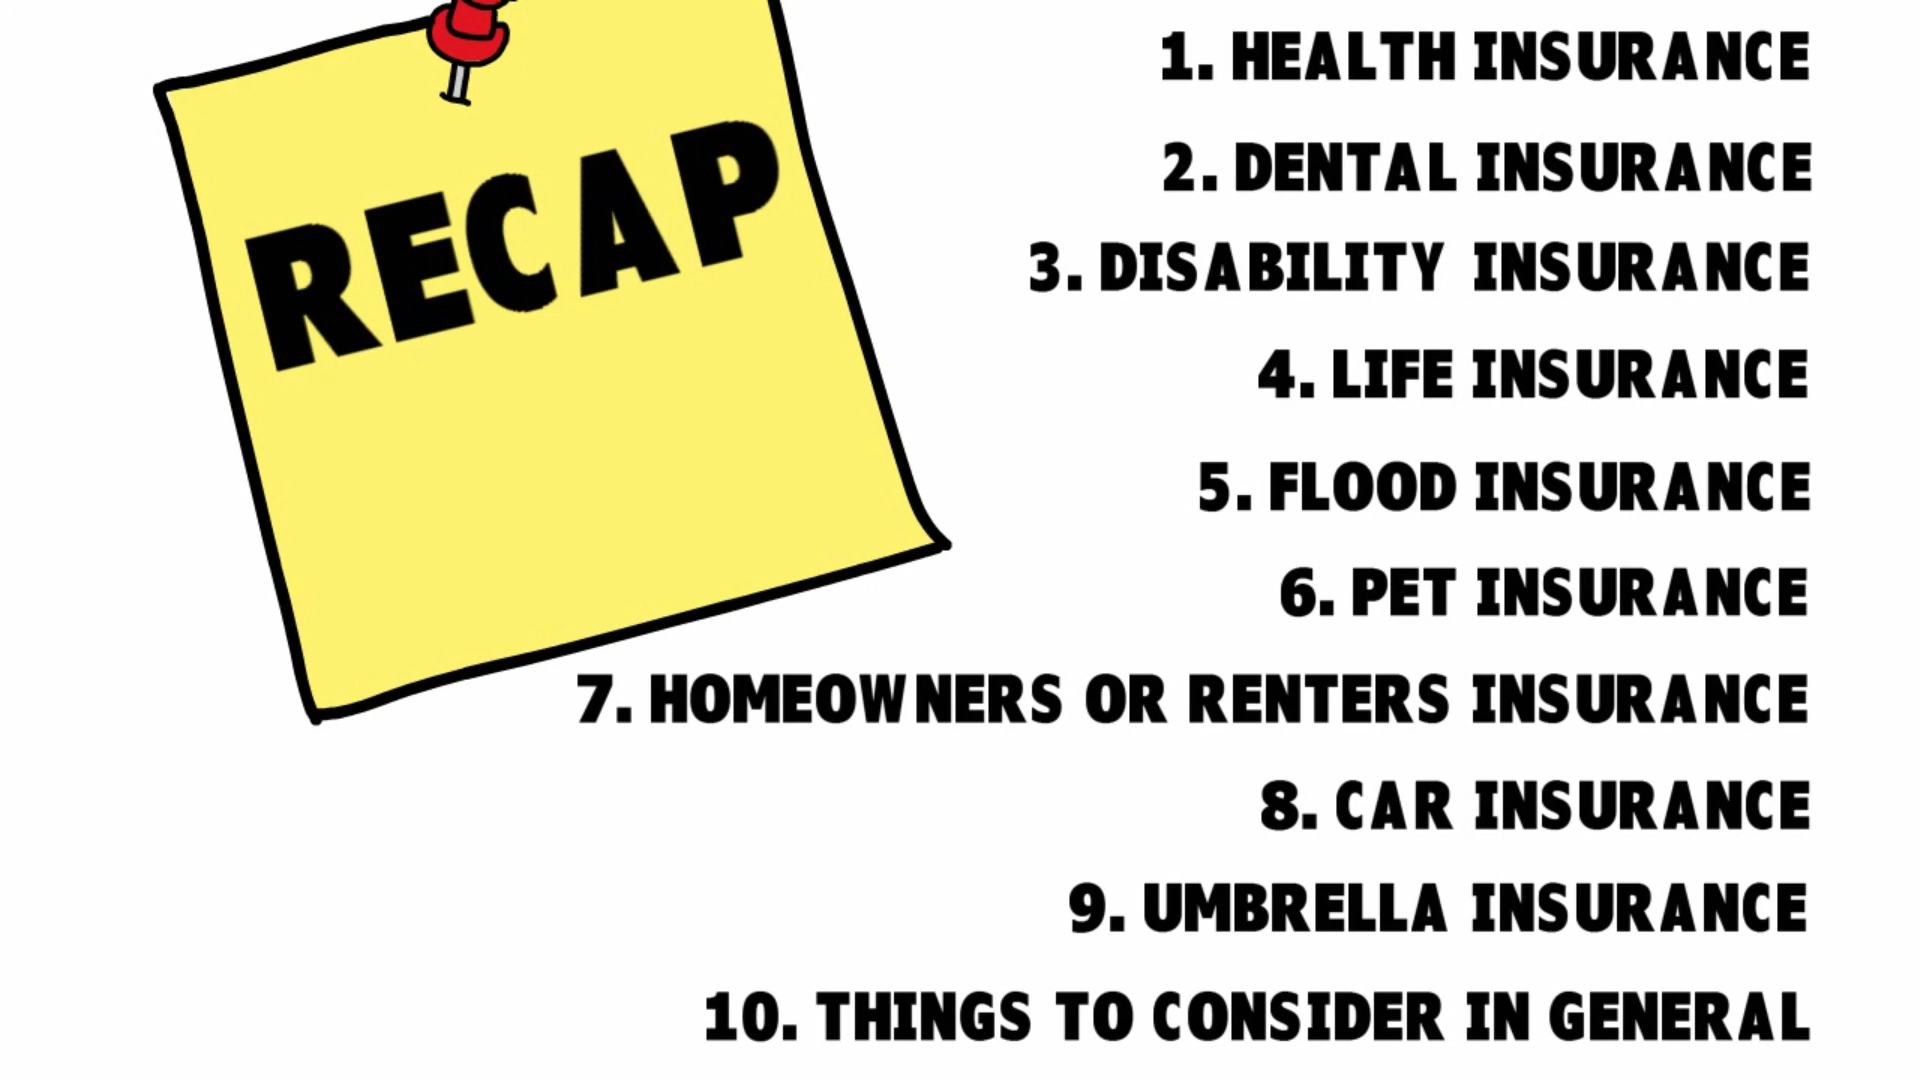 RECAP
1. HEALTH INSURANCE
2. DENTAL INSURANCE
3. DISABILITY INSURANCE
4. LIFE INSURANCE
5. FLOOD INSURANCE
6. PET INSURANCE
7. HOMEOWNERS OR RENTERS INSURANCE
8. CAR INSURANCE
9. UMBRELLA INSURANCE
10. THINGS TO CONSIDER IN GENERAL